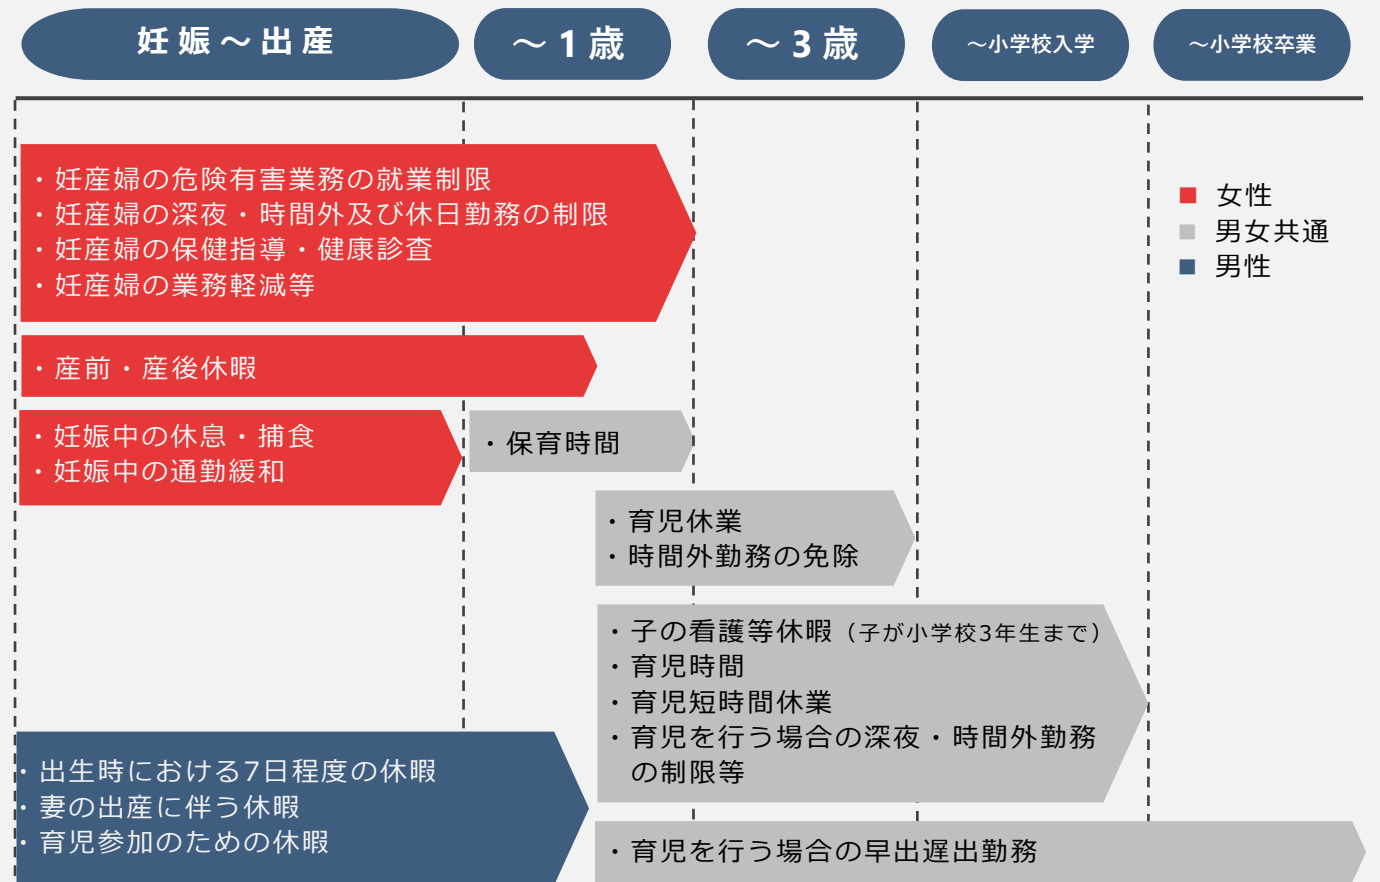 妊娠～出産
～1歳
～3歳
～小学校入学
～小学校卒業
・妊産婦の危険有害業務の就業制限
・妊産婦の深夜・時間外及び休日勤務の制限
・妊産婦の保健指導・健康診査
・妊産婦の業務軽減等
女性
男女共通
男性
・産前・産後休暇
・妊娠中の休息・捕食
・妊娠中の通勤緩和
・保育時間
・育児休業
・時間外勤務の免除
・子の看護等休暇（子が小学校3年生まで）
・育児時間
・育児短時間休業
・育児を行う場合の深夜・時間外勤務
の制限等
・出生時における7日程度の休暇
・妻の出産に伴う休暇
・育児参加のための休暇
・育児を行う場合の早出遅出勤務